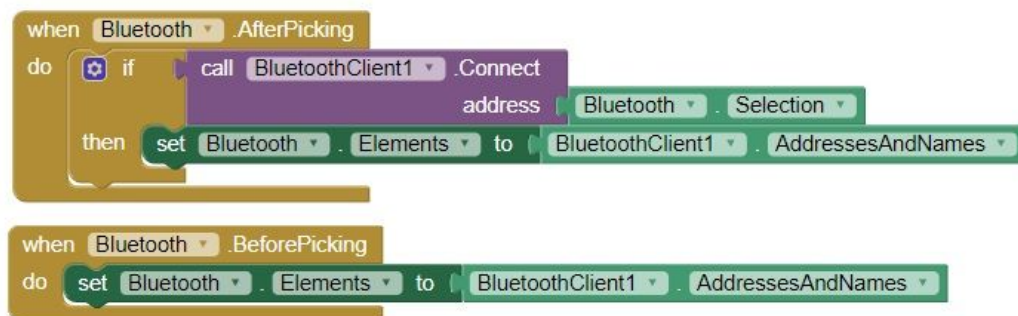 when Bluetooth .AfterPicking
do if call BluetoothClient1 .Connect
address Bluetooth . Selection
then set Bluetooth . Elements to BluetoothClient1 . AddressesAndNames
when Bluetooth .BeforePicking
do set Bluetooth . Elements to BluetoothClient1 . AddressesAndNames